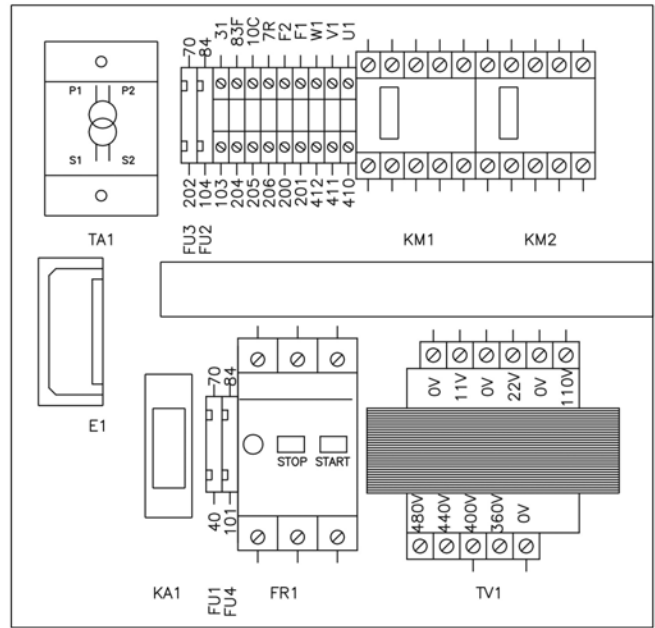 70
84
31
83F
10C
7R
F2
F1
W1
V1
U1
P1 P2
S1 S2
TA1
202
104
103
204
205
206
200
201
412
411
410
FU3
FU2
KM1
KM2
E1
70
84
STOP START
40
101
FU1
FU4
KA1
FR1
0V
11V
0V
22V
0V
110V
480V
440V
400V
360V
0V
TV1